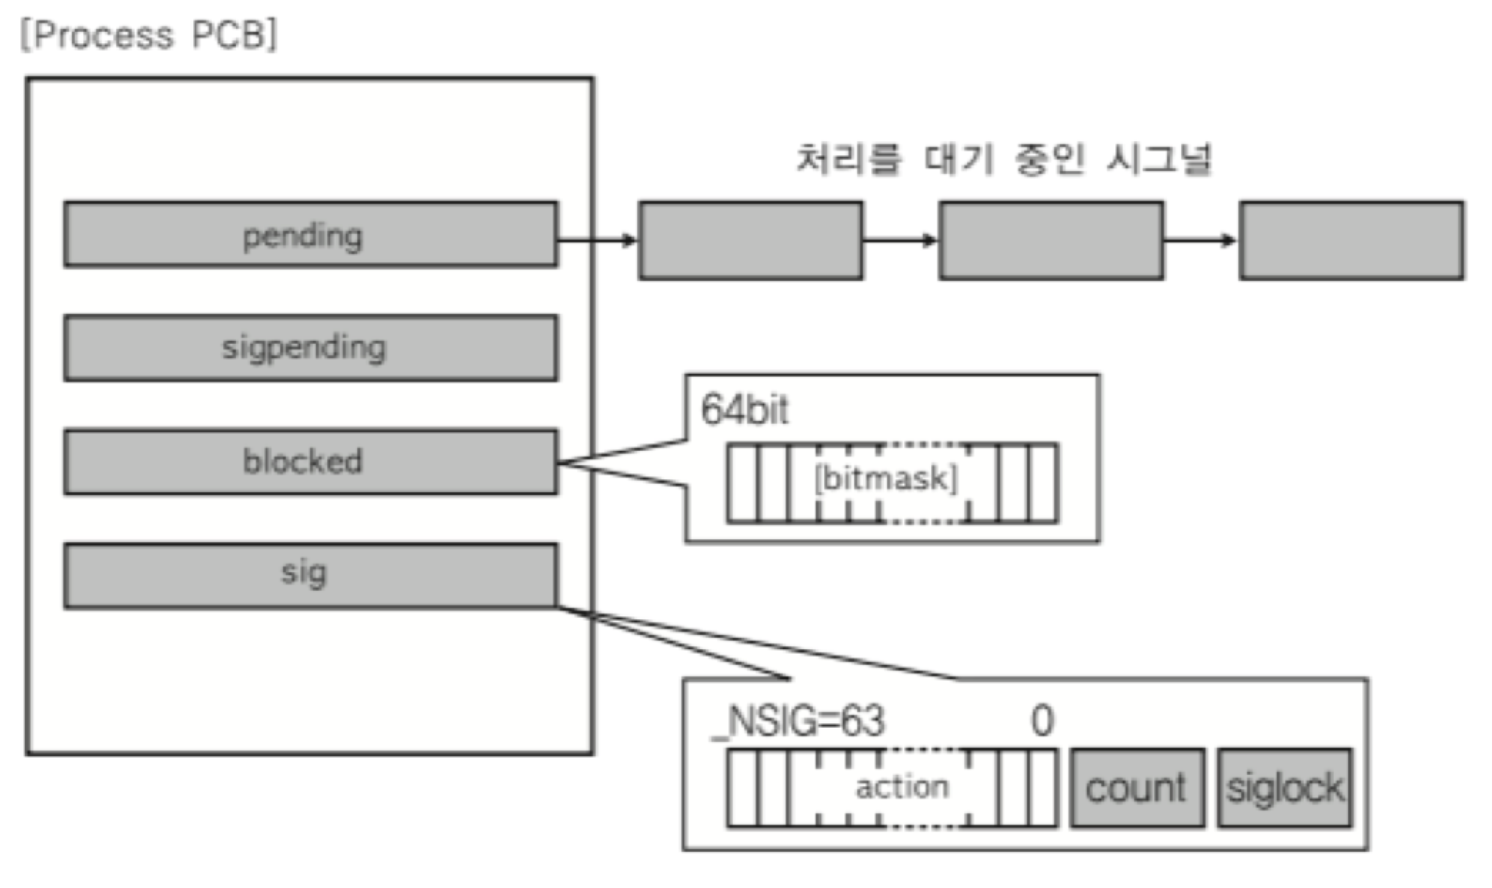 [Process PCB]
처리를 대기 중인 시그널
pending
sigpending
64bit
blocked
[bitmask]
sig
_NSIG=63 0
action count siglock